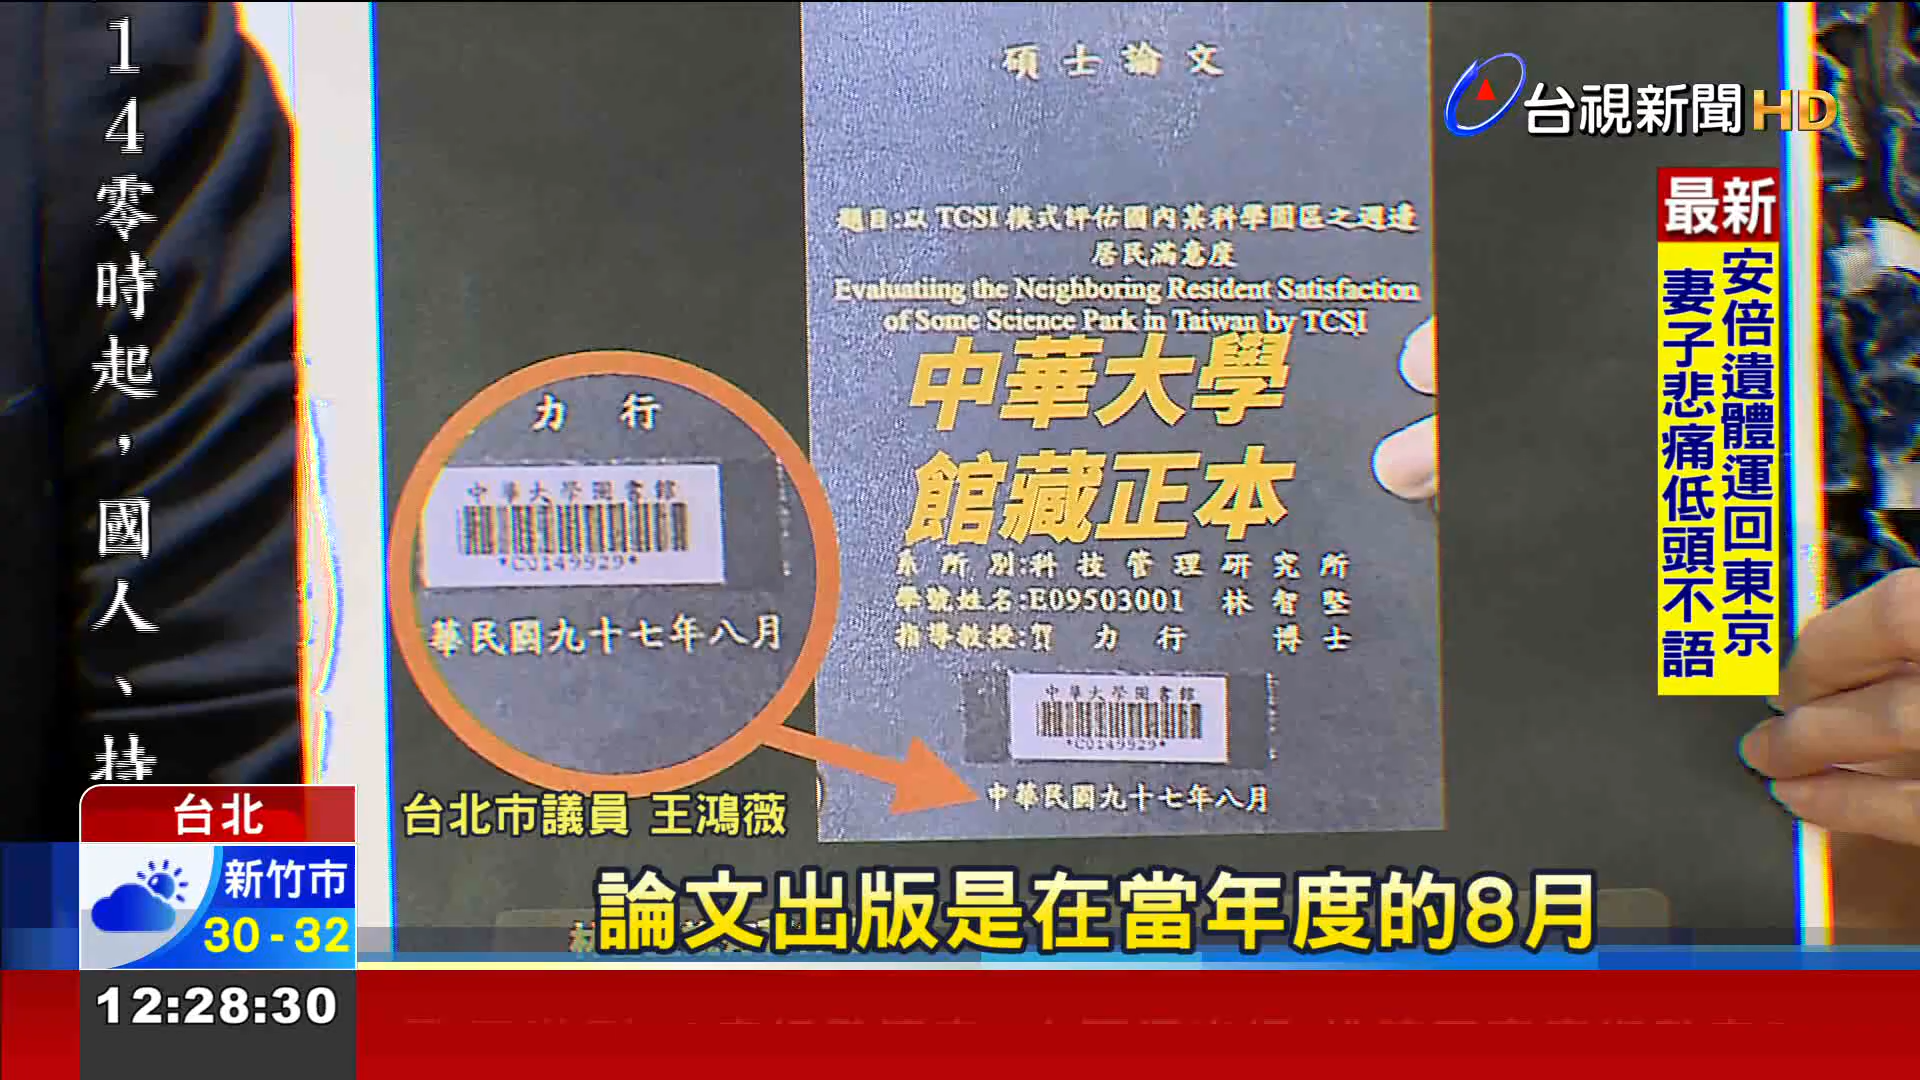 14零時起，國人、持
碩士論文
台視新聞HD
題目:以TCSI模式評估國內某科學園區之週邊
居民滿意度
Evaluatiing the Neighboring Resident Satisfaction
of Some Science Park in Taiwan by TCSI
中華大學
館藏正本
系所別:科技管理研究所
學號姓名:E09503001 林智堅
指導教授:賀力行 博士
中華大學圖書館
*C0149929*
中華民國九十七年八月
力行
中華大學圖書館
*C0149929*
華民國九十七年八月
最新
安倍遺體運回東京
妻子悲痛低頭不語
台北市議員 王鴻薇
論文出版是在當年度的8月
台北
新竹市
30-32
12:28:30